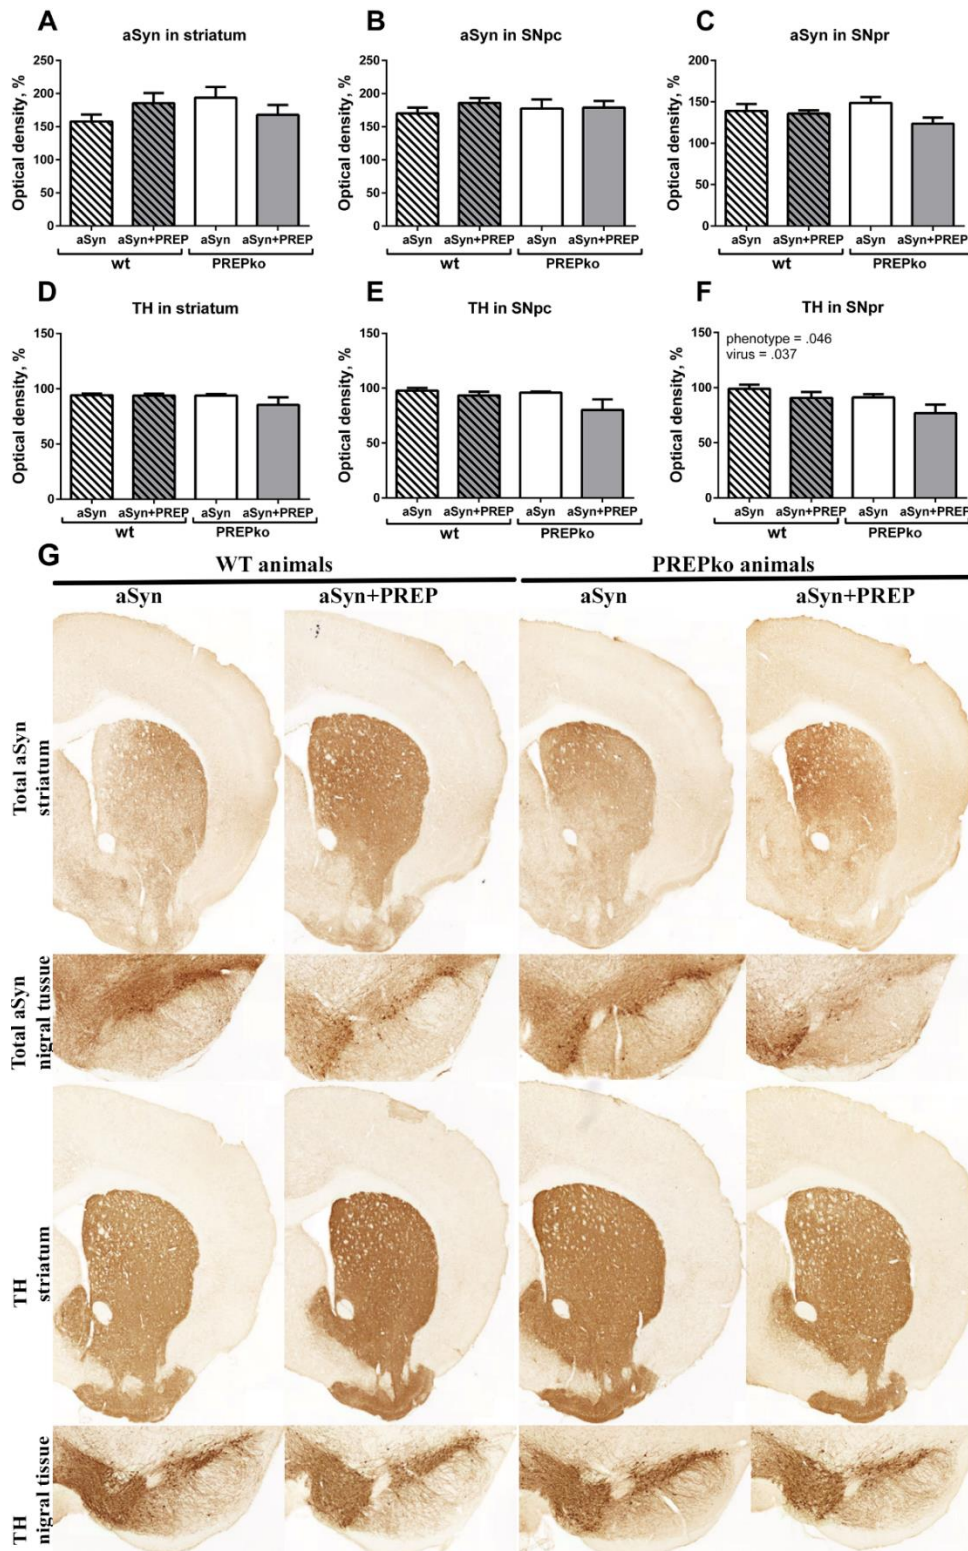 A
aSyn in striatum
Optical density, %
250
200
150
100
50
0
aSyn aSyn+PREP aSyn aSyn+PREP
wt PREPko
B
aSyn in SNpc
Optical density, %
250
200
150
100
50
0
aSyn aSyn+PREP aSyn aSyn+PREP
wt PREPko
C
aSyn in SNpr
Optical density, %
200
150
100
50
0
aSyn aSyn+PREP aSyn aSyn+PREP
wt PREPko
D
TH in striatum
Optical density, %
150
100
50
0
aSyn aSyn+PREP aSyn aSyn+PREP
wt PREPko
E
TH in SNpc
Optical density, %
150
100
50
0
aSyn aSyn+PREP aSyn aSyn+PREP
wt PREPko
F
TH in SNpr
phenotype = .046
virus = .037
Optical density, %
150
100
50
0
aSyn aSyn+PREP aSyn aSyn+PREP
wt PREPko
G
WT animals PREPko animals
aSyn aSyn+PREP aSyn aSyn+PREP
Total aSyn
striatum
Total aSyn
nigral tussue
TH
striatum
TH
nigral tissue